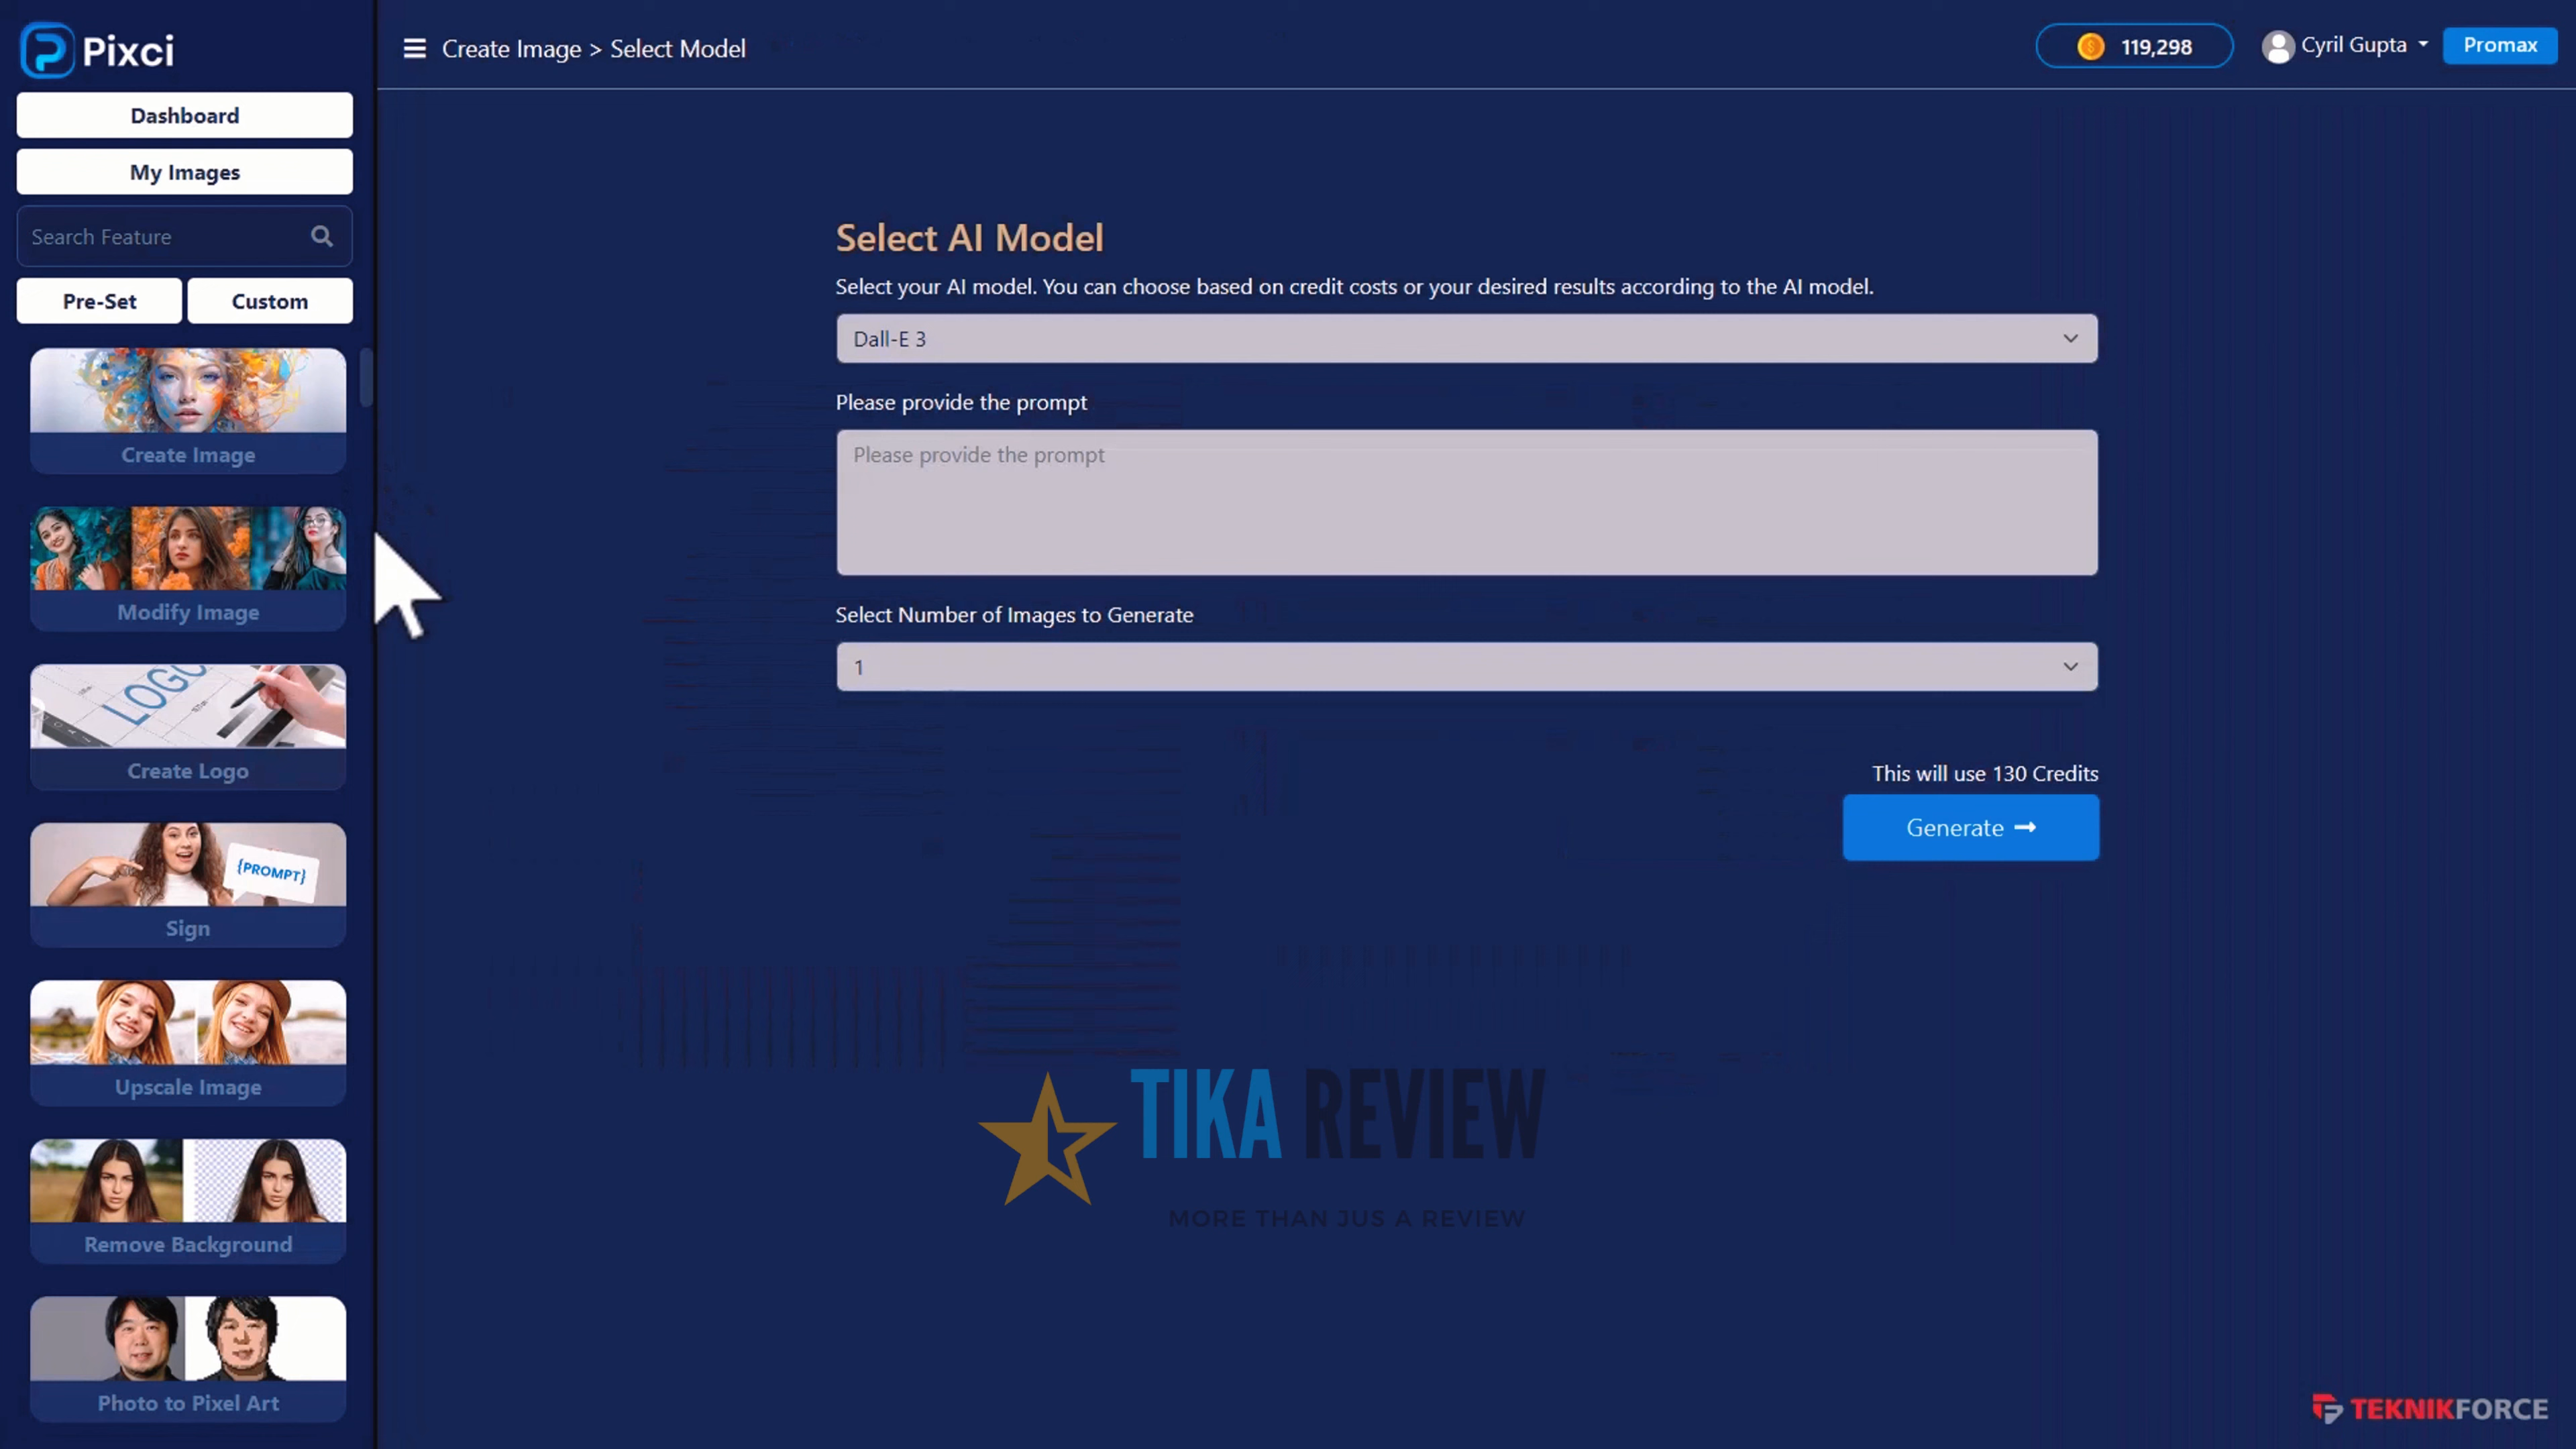 Pixci
Dashboard
My Images
Search Feature
Pre-Set
Custom
Create Image
Modify Image
LOGO
Create Logo
{PROMPT}
Sign
Upscale Image
Remove Background
Photo to Pixel Art
Create Image > Select Model
119,298
Cyril Gupta
Promax
Select AI Model
Select your AI model. You can choose based on credit costs or your desired results according to the AI model.
Dall-E 3
Please provide the prompt
Please provide the prompt
Select Number of Images to Generate
1
This will use 130 Credits
Generate
TIKA REVIEW
MORE THAN JUS A REVIEW
TEKNIKFORCE